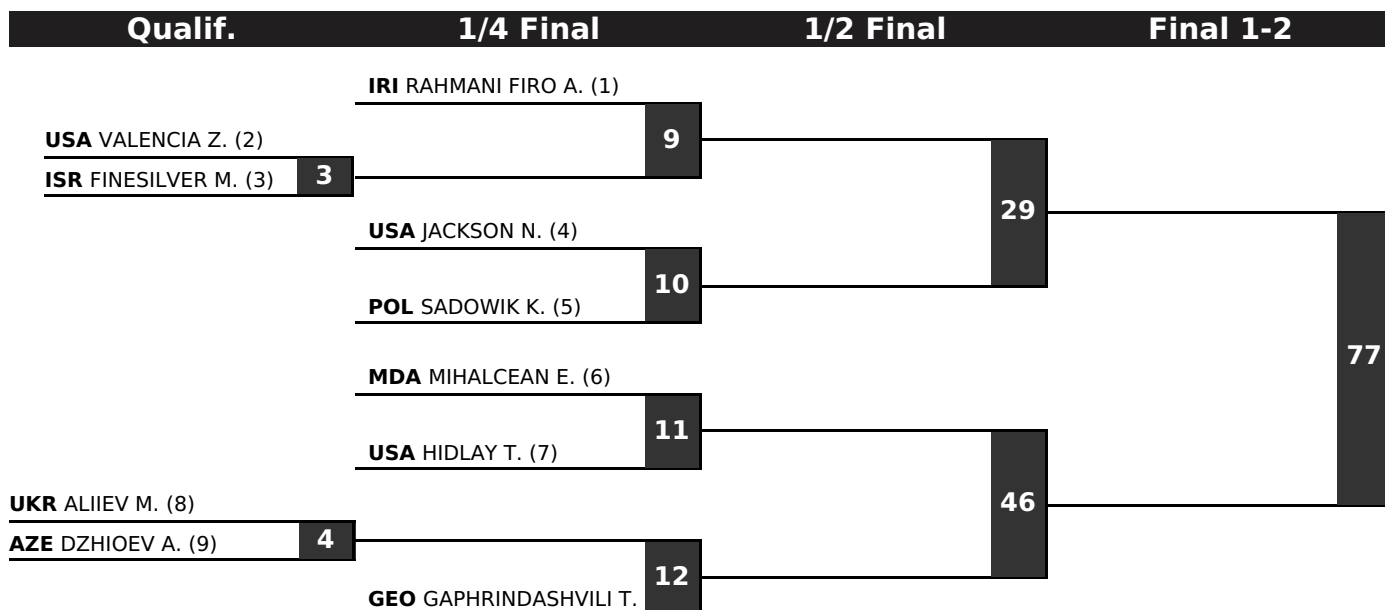 Qualif. 1/4 Final 1/2 Final Final 1-2
IRI RAHMANI FIRO A. (1)
9
USA VALENCIA Z. (2)
ISR FINESILVER M. (3) 3
29
USA JACKSON N. (4)
10
POL SADOWIK K. (5)
77
MDA MIHALCEAN E. (6)
11
USA HIDLAY T. (7)
46
UKR ALIIEV M. (8)
AZE DZHIOEV A. (9) 4
12
GEO GAPHRINDASHVILI T.